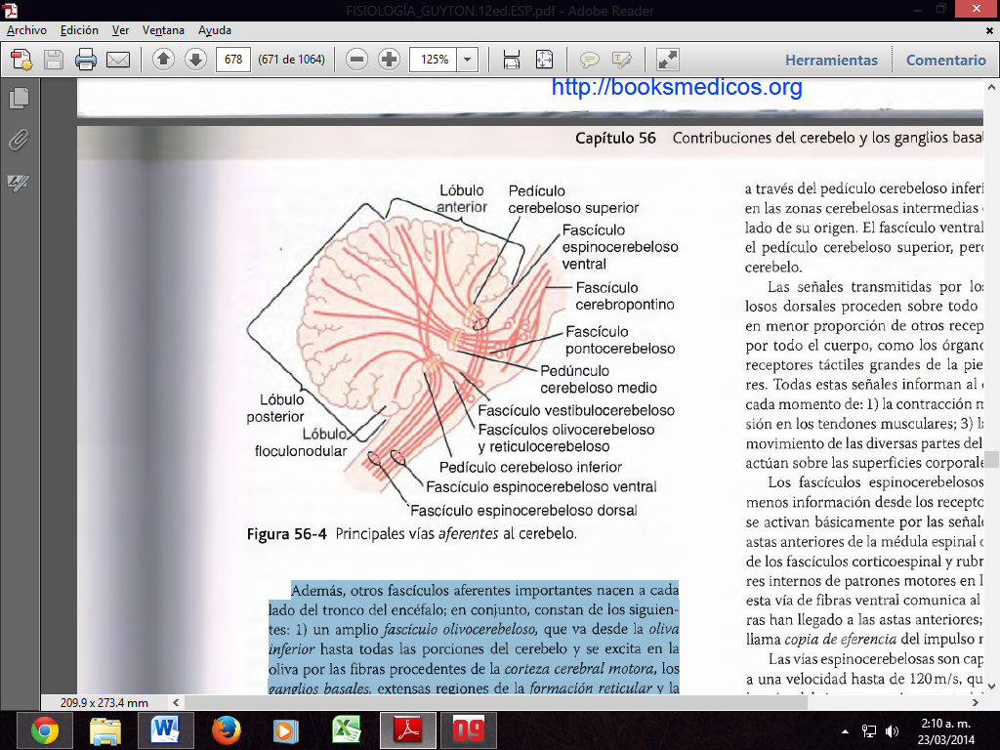 FISIOLOGÍA_GUYTON.12ed.ESP.pdf - Adobe Reader
Archivo Edición Ver Ventana Ayuda
678 (671 de 1064) 125% Herramientas Comentario
http://booksmedicos.org
Capítulo 56 Contribuciones del cerebelo y los ganglios basa
Lóbulo
anterior
Pedículo
cerebeloso superior
Fascículo
espinocerebeloso
ventral
Fascículo
cerebropontino
Fascículo
pontocerebeloso
Pedúnculo
cerebeloso medio
Fascículo vestibulocerebeloso
Fascículos olivocerebeloso
y reticulocerebeloso
Pedículo cerebeloso inferior
Fascículo espinocerebeloso ventral
Fascículo espinocerebeloso dorsal
Lóbulo
posterior
Lóbulo
floculonodular
Figura 56-4 Principales vías aferentes al cerebelo.
Además, otros fascículos aferentes importantes nacen a cada
lado del tronco del encéfalo; en conjunto, constan de los siguien-
tes: 1) un amplio fascículo olivocerebeloso, que va desde la oliva
inferior hasta todas las porciones del cerebelo y se excita en la
oliva por las fibras procedentes de la corteza cerebral motora, los
ganglios basales, extensas regiones de la formación reticular y la
a través del pedículo cerebeloso inferi
en las zonas cerebelosas intermedias
lado de su origen. El fascículo ventral
el pedículo cerebeloso superior, per
cerebelo.
Las señales transmitidas por lo
losos dorsales proceden sobre todo
en menor proporción de otros recep
por todo el cuerpo, como los órgano
receptores táctiles grandes de la pie
res. Todas estas señales informan al
cada momento de: 1) la contracción m
sión en los tendones musculares; 3) l
movimiento de las diversas partes del
actúan sobre las superficies corporale
Los fascículos espinocerebelosos
menos información desde los recepto
se activan básicamente por las señale
astas anteriores de la médula espinal
de los fascículos corticoespinal y rubr
res internos de patrones motores en l
esta vía de fibras ventral comunica al
ras han llegado a las astas anteriores;
llama copia de eferencia del impulso
Las vías espinocerebelosas son cap
a una velocidad hasta de 120 m/s, qu
209.9 x 273.4 mm
2:10 a. m.
23/03/2014